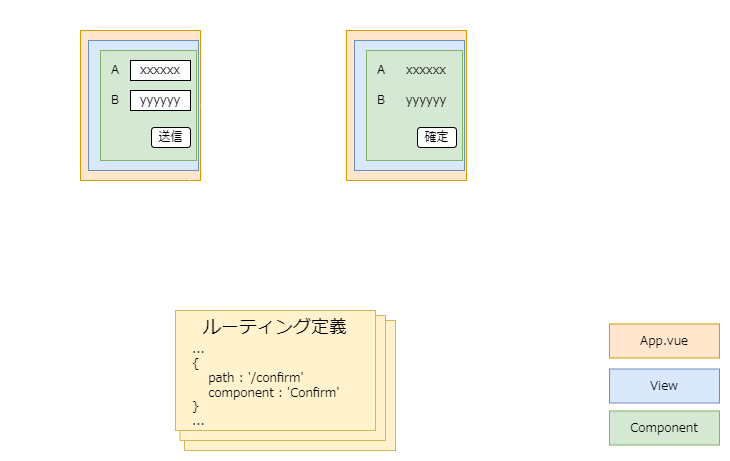 A xxxxxx
B yyyyyy
送信
A xxxxxx
B yyyyyy
確定
ルーティング定義
...
{
path : '/confirm'
component : 'Confirm'
}
...
App.vue
View
Component